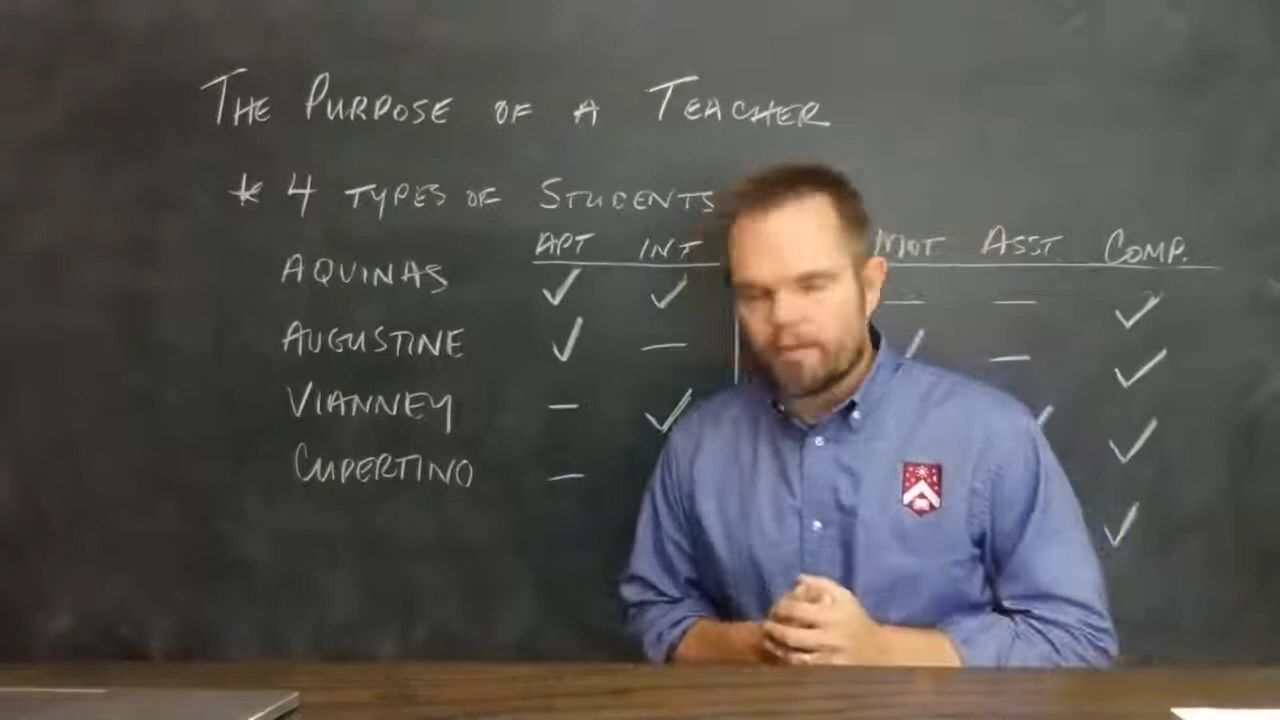 THE PURPOSE OF A TEACHER
* 4 TYPES OF STUDENTS
APT INT MOT ASST. COMP.
AQUINAS ✓ ✓ — — ✓
AUGUSTINE ✓ — ✓ — ✓
VIANNEY — ✓ ✓ ✓
CUPERTINO — ✓